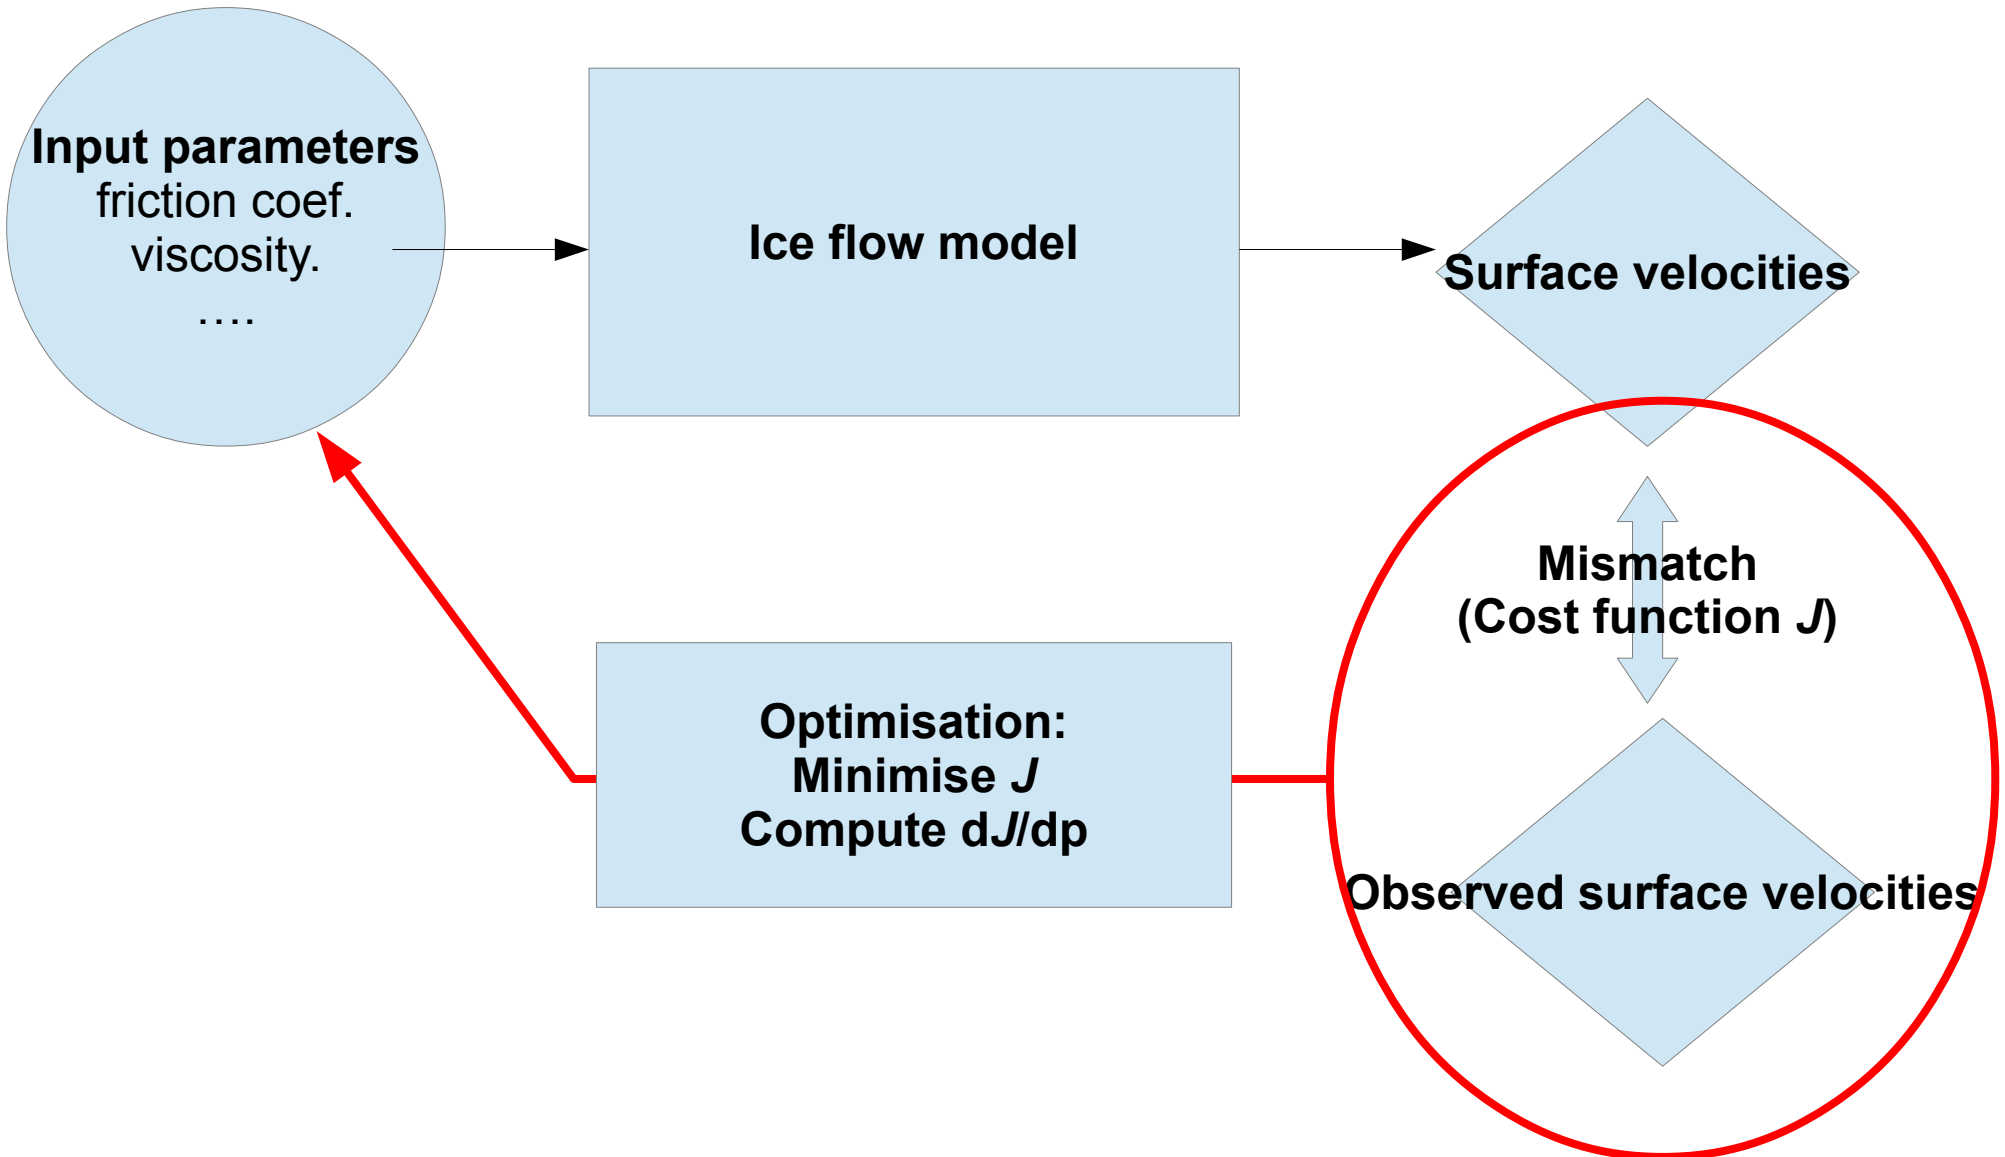 Input parameters
friction coef.
viscosity.
....
Ice flow model
Surface velocities
Mismatch
(Cost function J)
Optimisation:
Minimise J
Compute dJ/dp
Observed surface velocities